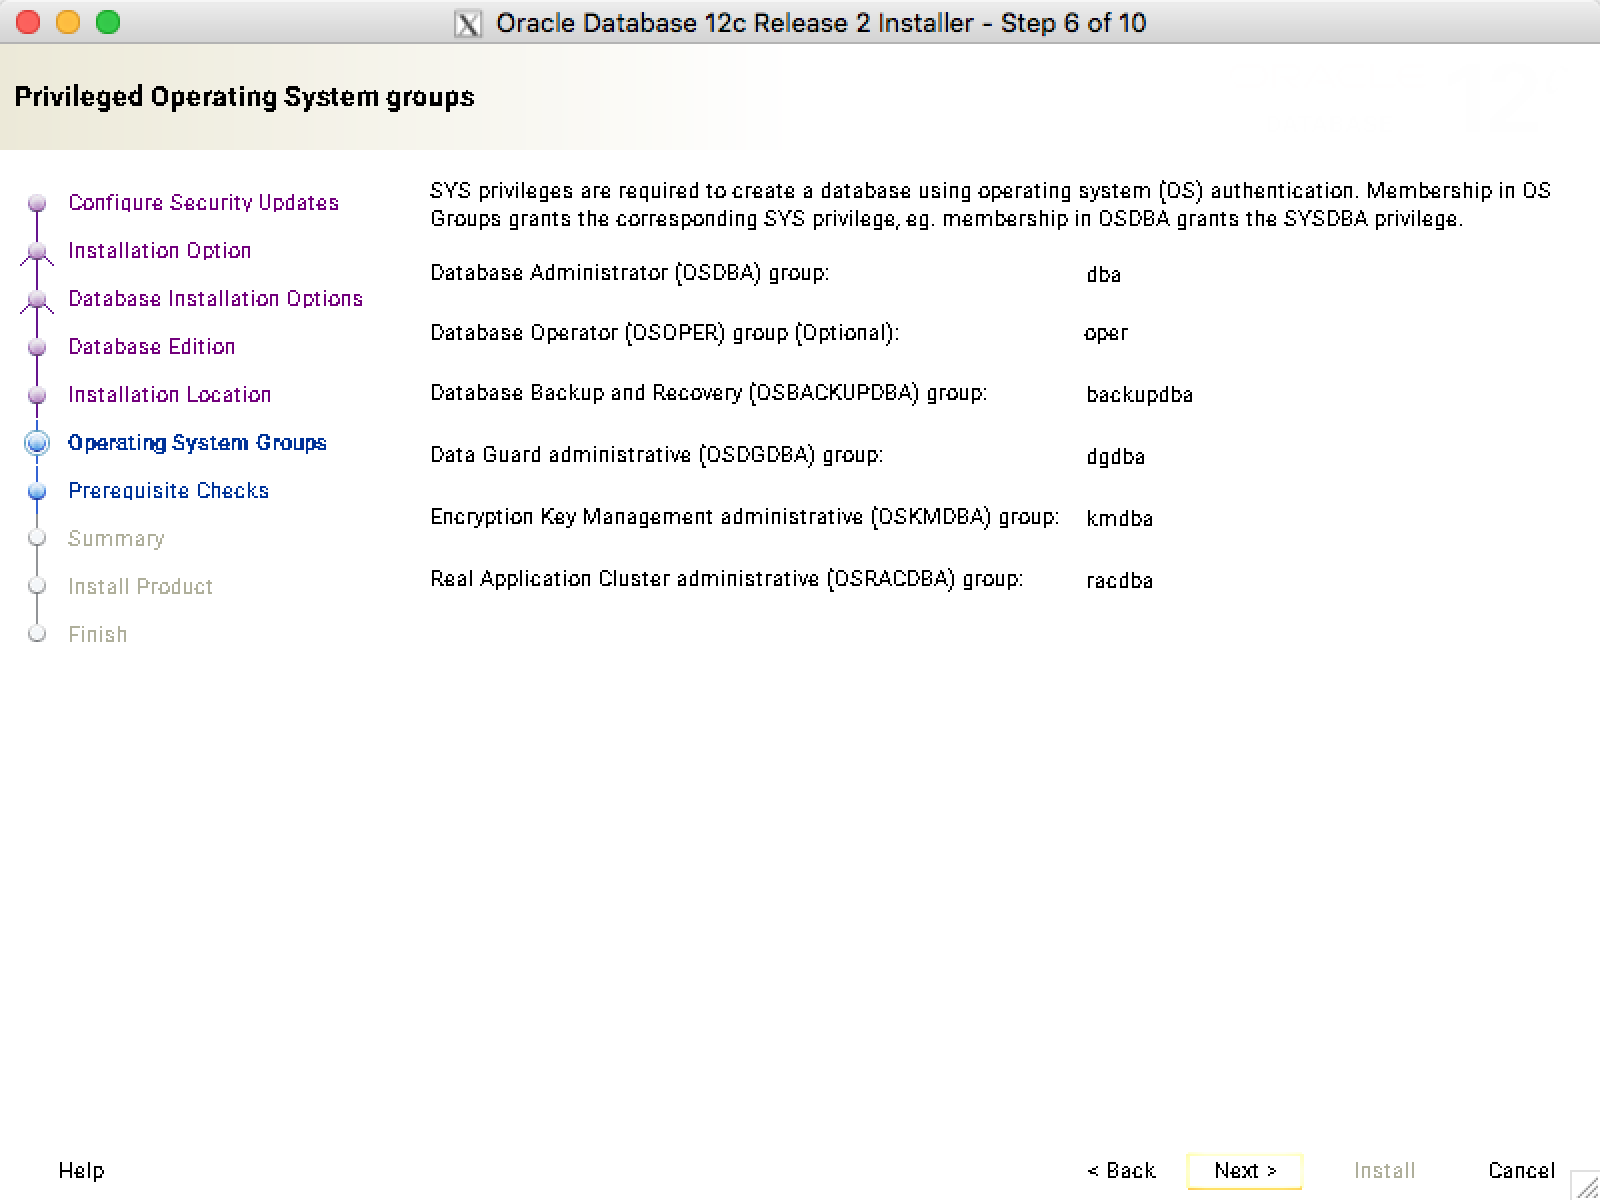 Oracle Database 12c Release 2 Installer - Step 6 of 10
Privileged Operating System groups
Configure Security Updates
Installation Option
Database Installation Options
Database Edition
Installation Location
Operating System Groups
Prerequisite Checks
Summary
Install Product
Finish
SYS privileges are required to create a database using operating system (OS) authentication. Membership in OS
Groups grants the corresponding SYS privilege, eg. membership in OSDBA grants the SYSDBA privilege.
Database Administrator (OSDBA) group: dba
Database Operator (OSOPER) group (Optional): oper
Database Backup and Recovery (OSBACKUPDBA) group: backupdba
Data Guard administrative (OSDGDBA) group: dgdba
Encryption Key Management administrative (OSKMDBA) group: kmdba
Real Application Cluster administrative (OSRACDBA) group: racdba
Help < Back Next > Install Cancel